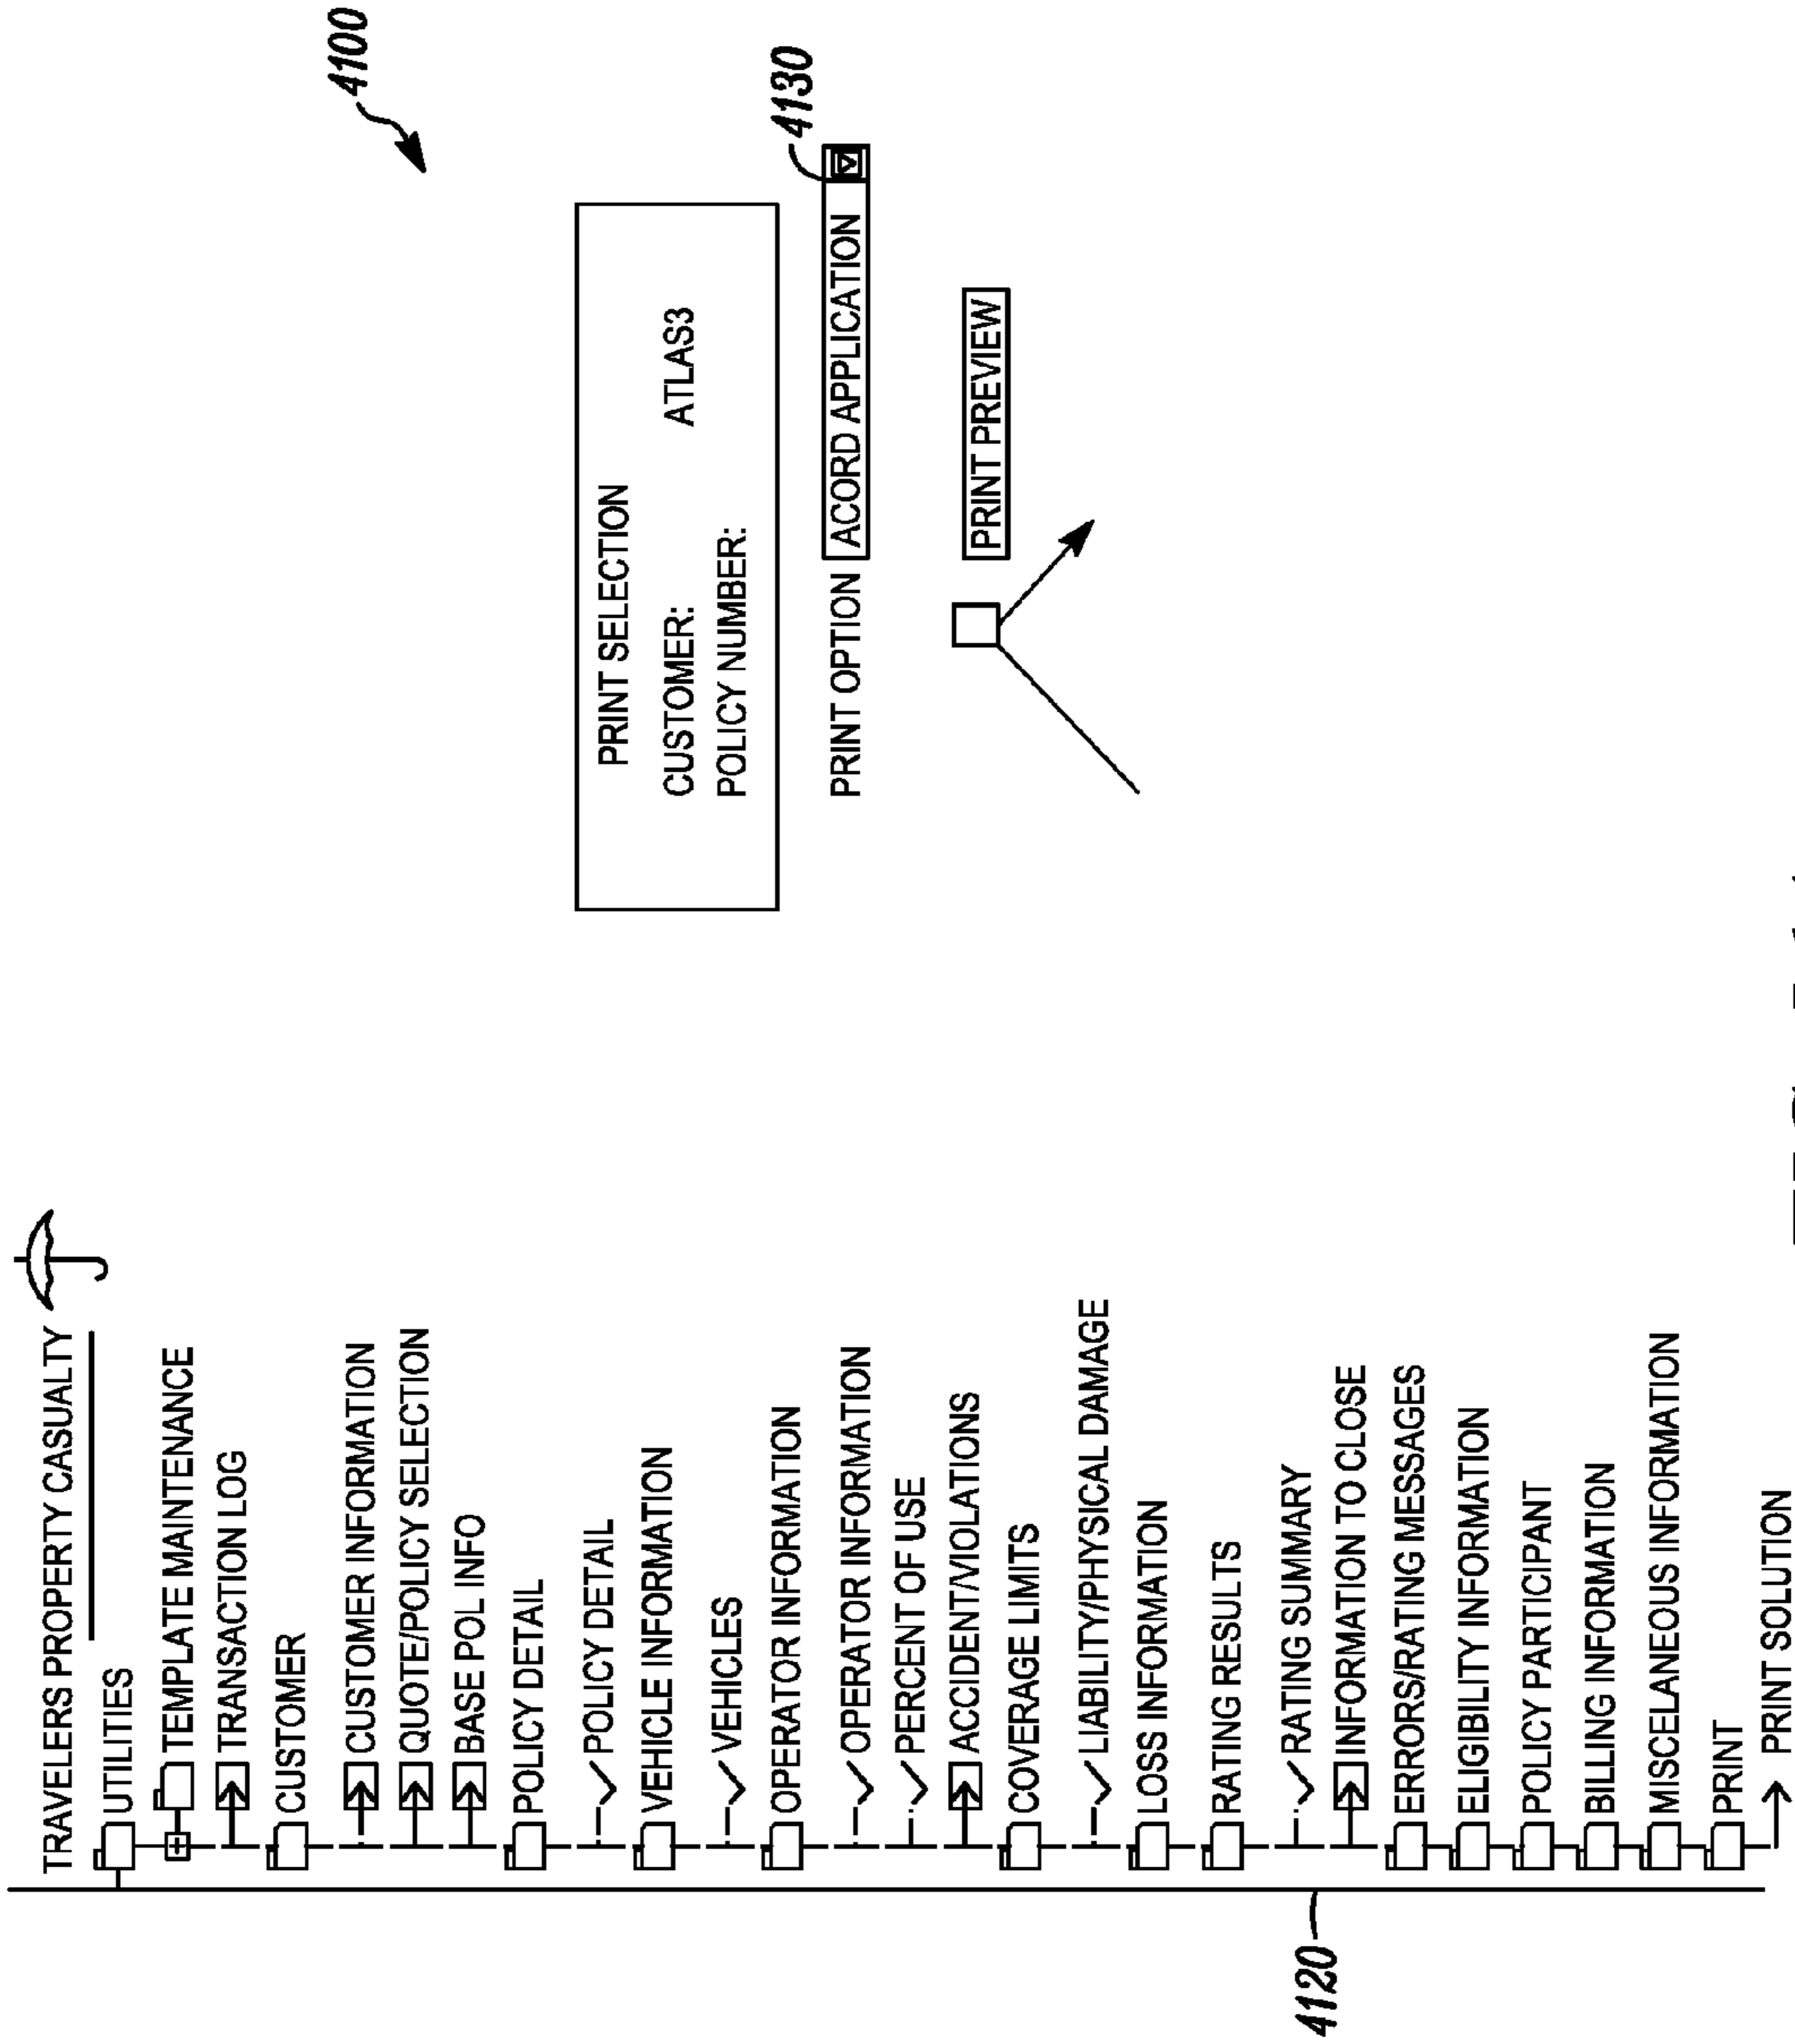 TRAVELERS PROPERTY CASUALTY
UTILITIES
TEMPLATE MAINTENANCE
TRANSACTION LOG
CUSTOMER
CUSTOMER INFORMATION
QUOTE/POLICY SELECTION
BASE POL INFO
POLICY DETAIL
POLICY DETAIL
VEHICLE INFORMATION
VEHICLES
OPERATOR INFORMATION
OPERATOR INFORMATION
PERCENT OF USE
ACCIDENT/VIOLATIONS
COVERAGE LIMITS
LIABILITY/PHYSICAL DAMAGE
LOSS INFORMATION
RATING RESULTS
RATING SUMMARY
INFORMATION TO CLOSE
ERRORS/RATING MESSAGES
ELIGIBILITY INFORMATION
POLICY PARTICIPANT
BILLING INFORMATION
MISCELANEOUS INFORMATION
PRINT
PRINT SOLUTION
4120
4100
PRINT SELECTION
CUSTOMER: ATLAS3
POLICY NUMBER:
4130
PRINT OPTION ACORD APPLICATION
PRINT PREVIEW